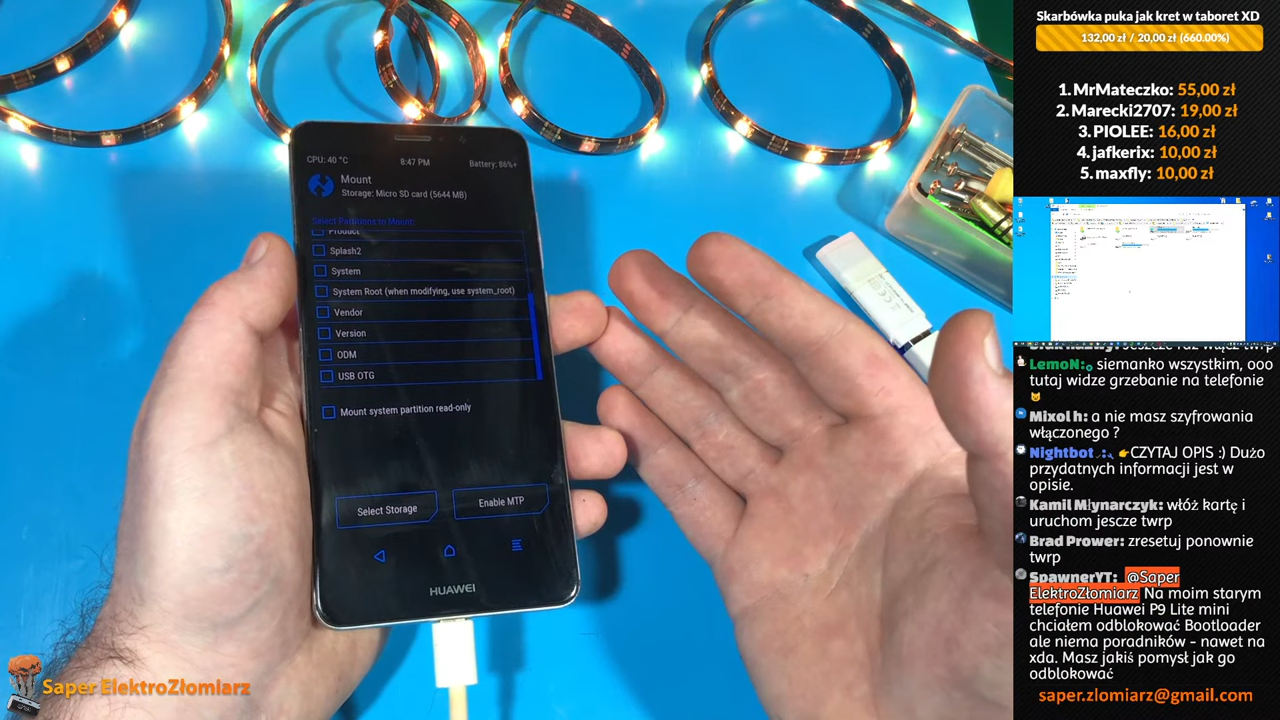 CPU: 40 °C
8:47 PM
Battery: 86%+
Mount
Storage: Micro SD card (5644 MB)
Select Partitions to Mount:
Product
Splash2
System
System Root (when modifying, use system_root)
Vendor
Version
ODM
USB OTG
Mount system partition read-only
Select Storage
Enable MTP
HUAWEI
Saper ElektroZłomiarz
Skarbówka puka jak kret w taboret XD
132,00 zł / 20,00 zł (660.00%)
1. MrMateczko: 55,00 zł
2. Marecki2707: 19,00 zł
3. PIOLEE: 16,00 zł
4. jafkerix: 10,00 zł
5. maxfly: 10,00 zł
LemoN: siemanko wszystkim, ooo
tutaj widze grzebanie na telefonie
Mixol h: a nie masz szyfrowania
włączonego ?
Nightbot : CZYTAJ OPIS :) Dużo
przydatnych informacji jest w
opisie.
Kamil Młynarczyk: włóż kartę i
uruchom jescze twrp
Brad Prower: zresetuj ponownie
twrp
SpawnerYT: @Saper
ElektroZłomiarz Na moim starym
telefonie Huawei P9 Lite mini
chciałem odblokować Bootloader
ale niema poradników - nawet na
xda. Masz jakiś pomysł jak go
odblokować
saper.zlomiarz@gmail.com